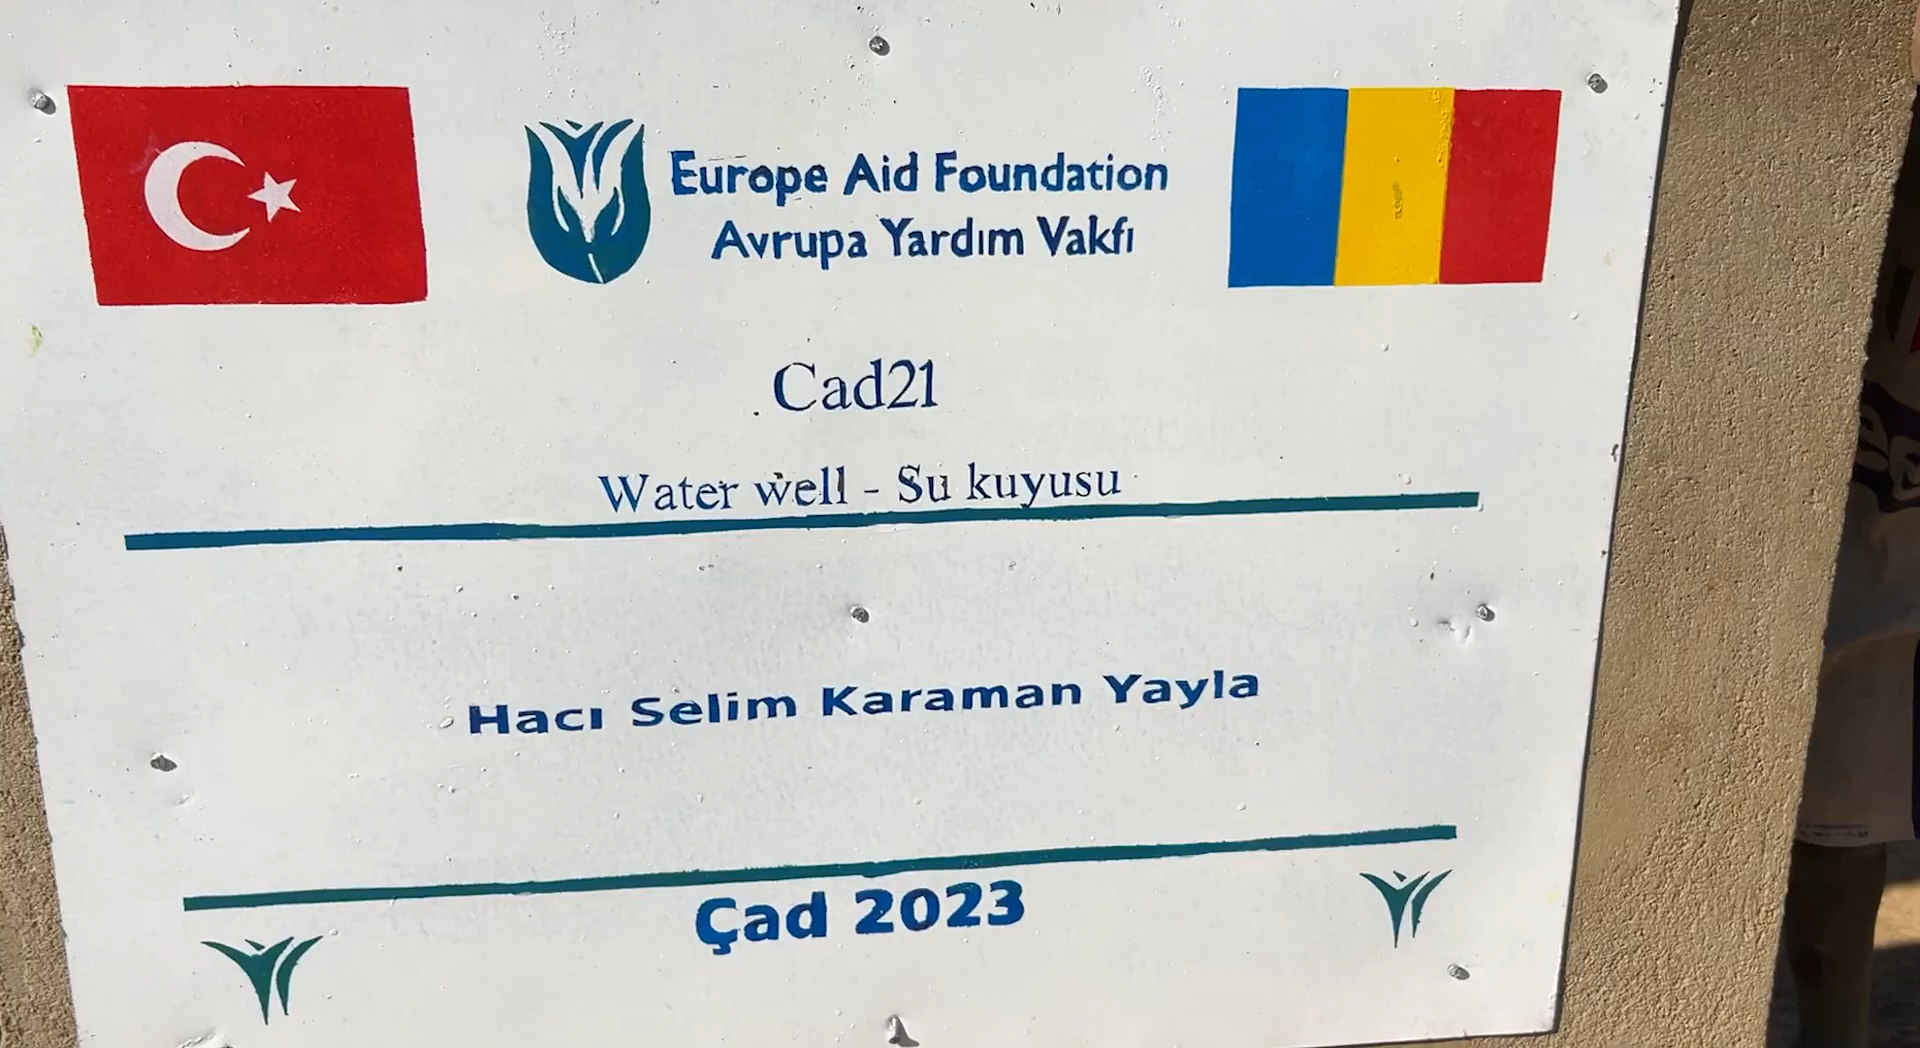 Europe Aid Foundation
Avrupa Yardım Vakfı
Cad21
Water well - Su kuyusu
Hacı Selim Karaman Yayla
Çad 2023